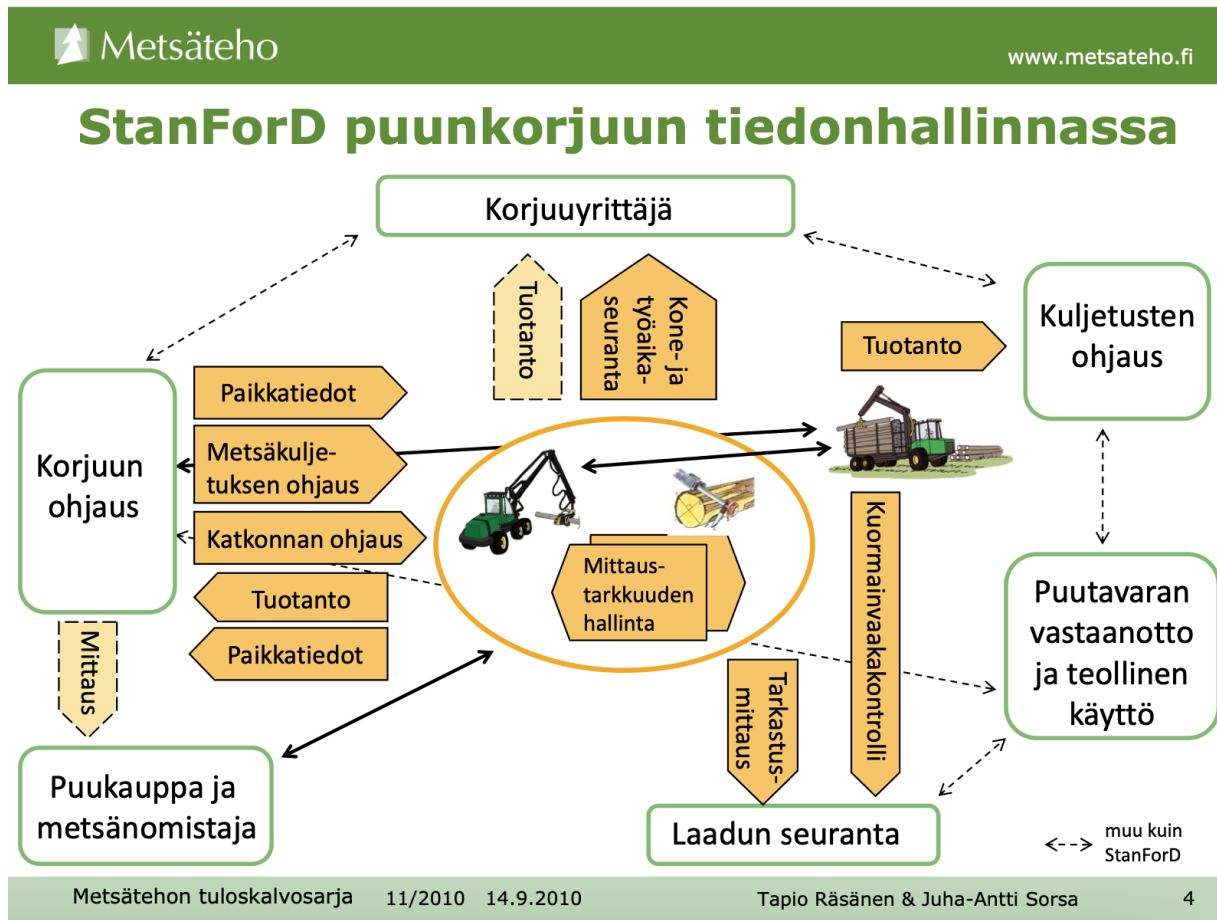 Metsäteho
www.metsateho.fi
StanForD puunkorjuun tiedonhallinnassa
Korjuuyrittäjä
Tuotanto
Kone- ja
työaika-
seuranta
Tuotanto
Kuljetusten
ohjaus
Korjuun
ohjaus
Paikkatiedot
Metsäkulje-
tuksen ohjaus
Katkonnan ohjaus
Tuotanto
Paikkatiedot
Mittaus
Mittaus-
tarkkuuden
hallinta
Kuormainvaakakontrolli
Tarkastus-
mittaus
Puutavaran
vastaanotto
ja teollinen
käyttö
Puukauppa ja
metsänomistaja
Laadun seuranta
muu kuin
StanForD
Metsätehon tuloskalvosarja 11/2010 14.9.2010 Tapio Räsänen & Juha-Antti Sorsa 4